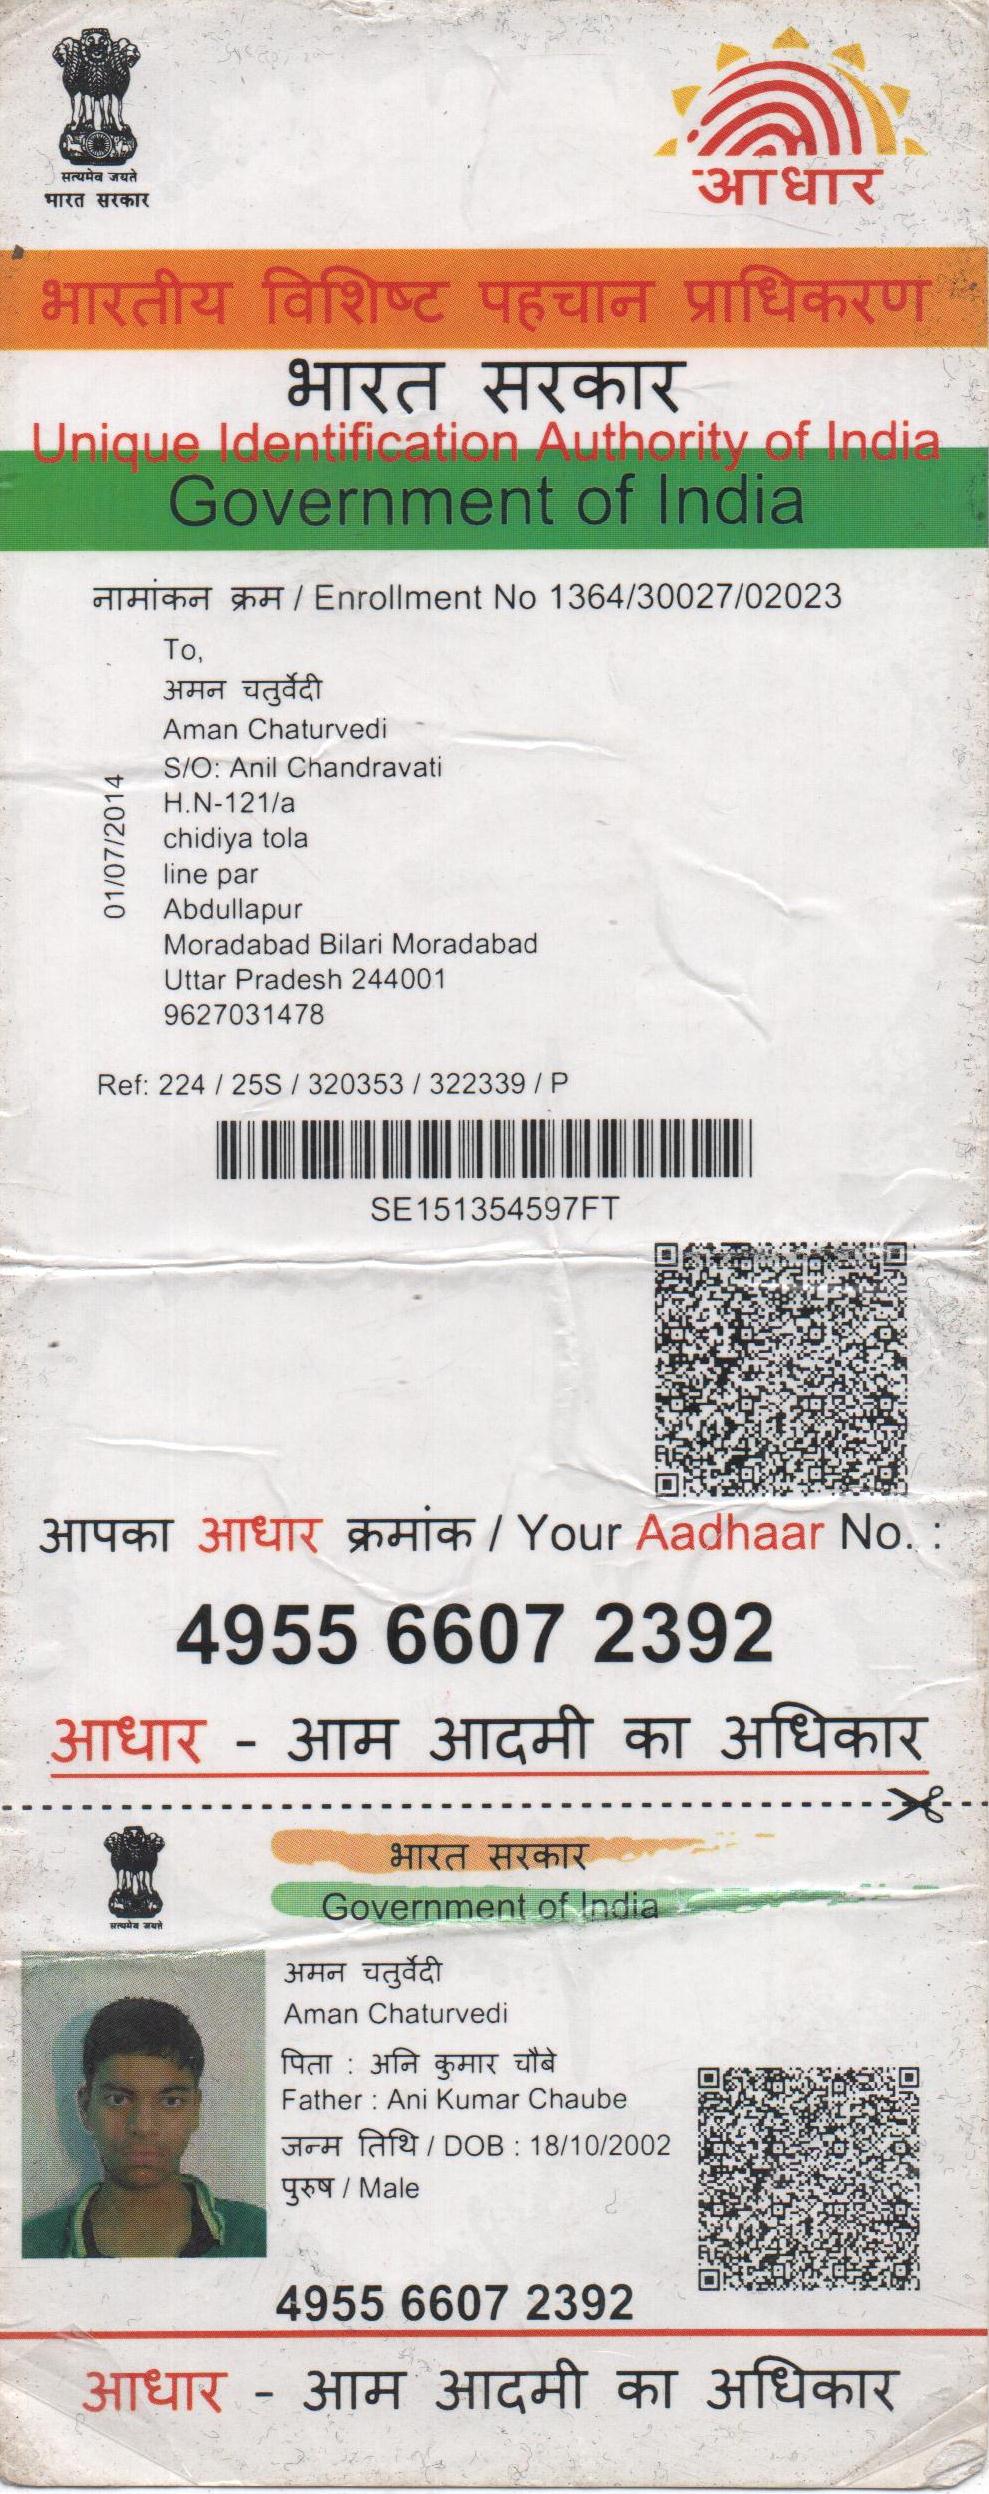 सत्यमेव जयते
भारत सरकार
आधार
भारतीय विशिष्ट पहचान प्राधिकरण
भारत सरकार
Unique Identification Authority of India
Government of India
नामांकन क्रम / Enrollment No 1364/30027/02023
To,
अमन चतुर्वेदी
Aman Chaturvedi
S/O: Anil Chandravati
H.N-121/a
chidiya tola
line par
Abdullapur
Moradabad Bilari Moradabad
Uttar Pradesh 244001
9627031478
01/07/2014
Ref: 224 / 25S / 320353 / 322339 / P
SE151354597FT
आपका आधार क्रमांक / Your Aadhaar No. :
4955 6607 2392
आधार - आम आदमी का अधिकार
सत्यमेव जयते
भारत सरकार
Government of India
अमन चतुर्वेदी
Aman Chaturvedi
पिता : अनि कुमार चौबे
Father : Ani Kumar Chaube
जन्म तिथि / DOB : 18/10/2002
पुरुष / Male
4955 6607 2392
आधार - आम आदमी का अधिकार